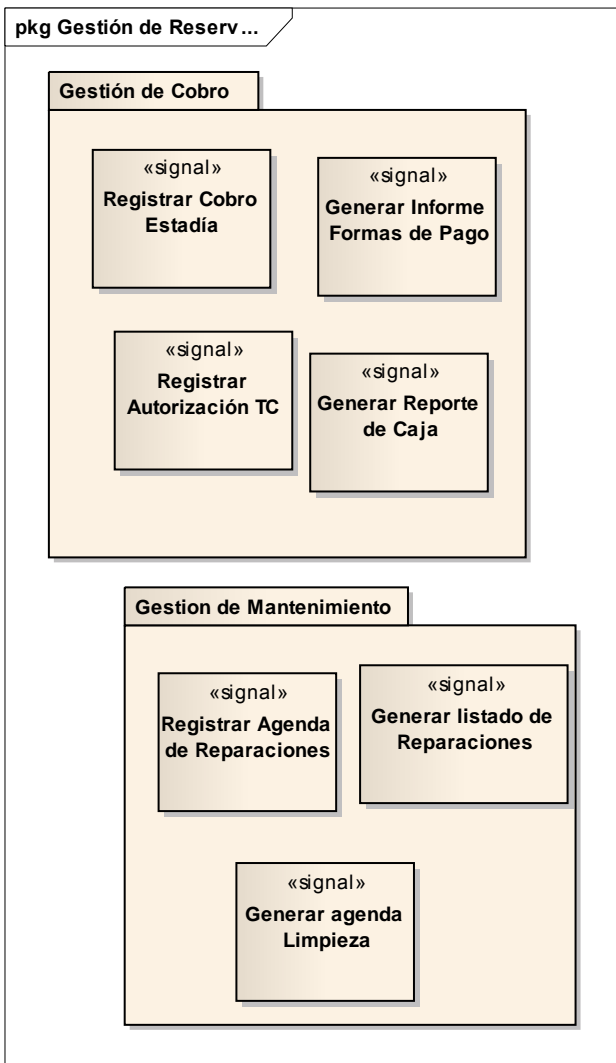 pkg Gestión de Reserv...
Gestión de Cobro
«signal»
Registrar Cobro
Estadía
«signal»
Generar Informe
Formas de Pago
«signal»
Registrar
Autorización TC
«signal»
Generar Reporte
de Caja
Gestion de Mantenimiento
«signal»
Registrar Agenda
de Reparaciones
«signal»
Generar listado de
Reparaciones
«signal»
Generar agenda
Limpieza